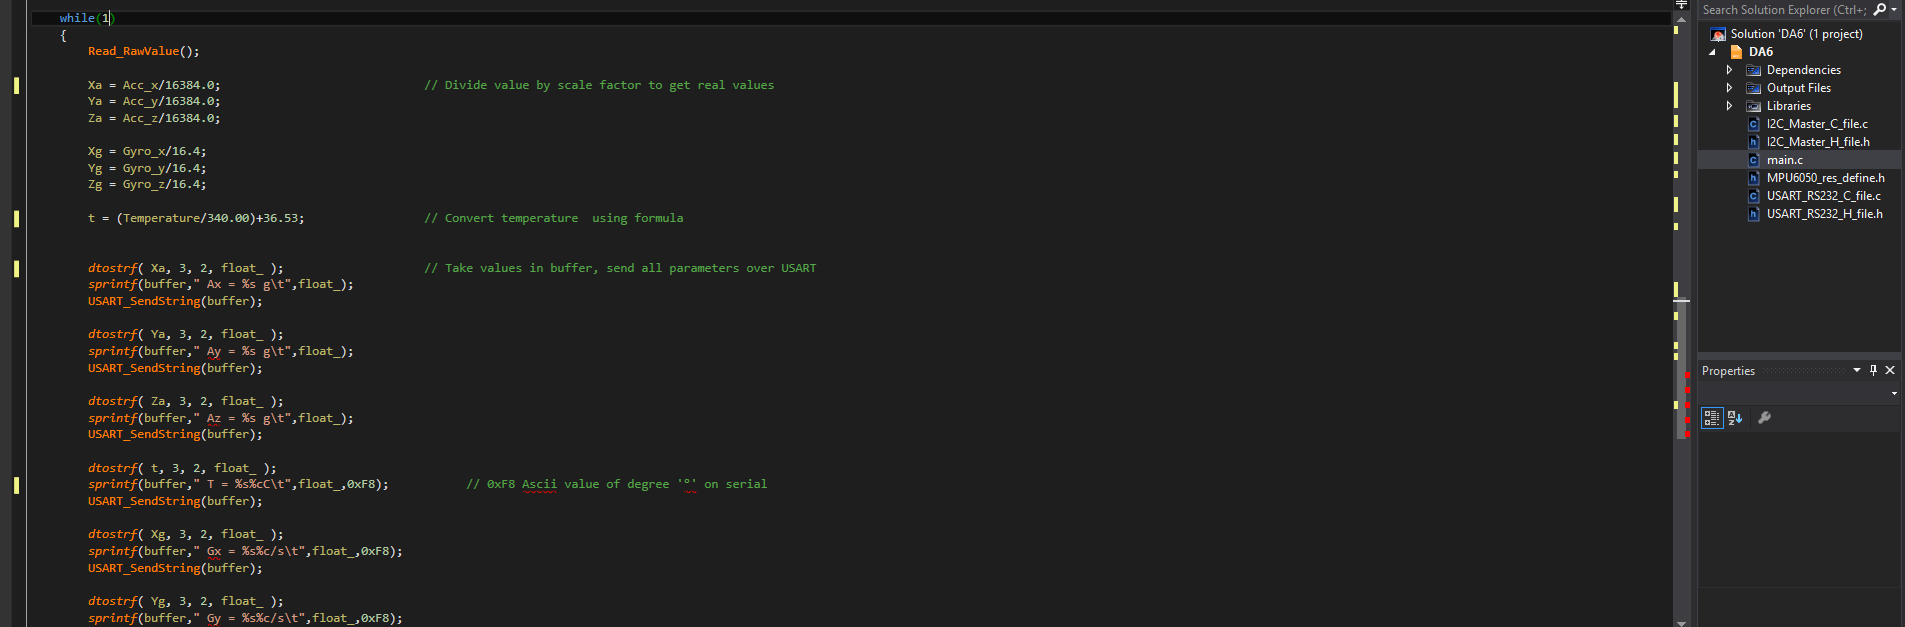 while(1)
{
Read_RawValue();
Xa = Acc_x/16384.0; // Divide value by scale factor to get real values
Ya = Acc_y/16384.0;
Za = Acc_z/16384.0;
Xg = Gyro_x/16.4;
Yg = Gyro_y/16.4;
Zg = Gyro_z/16.4;
t = (Temperature/340.00)+36.53; // Convert temperature  using formula
dtostrf( Xa, 3, 2, float_ ); // Take values in buffer, send all parameters over USART
sprintf(buffer," Ax = %s g\t",float_);
USART_SendString(buffer);
dtostrf( Ya, 3, 2, float_ );
sprintf(buffer," Ay = %s g\t",float_);
USART_SendString(buffer);
dtostrf( Za, 3, 2, float_ );
sprintf(buffer," Az = %s g\t",float_);
USART_SendString(buffer);
dtostrf( t, 3, 2, float_ );
sprintf(buffer," T = %s%cC\t",float_,0xF8); // 0xF8 Ascii value of degree '°' on serial
USART_SendString(buffer);
dtostrf( Xg, 3, 2, float_ );
sprintf(buffer," Gx = %s%c/s\t",float_,0xF8);
USART_SendString(buffer);
dtostrf( Yg, 3, 2, float_ );
sprintf(buffer," Gy = %s%c/s\t",float_,0xF8);
Search Solution Explorer (Ctrl+;
Solution 'DA6' (1 project)
DA6
Dependencies
Output Files
Libraries
I2C_Master_C_file.c
I2C_Master_H_file.h
main.c
MPU6050_res_define.h
USART_RS232_C_file.c
USART_RS232_H_file.h
Properties